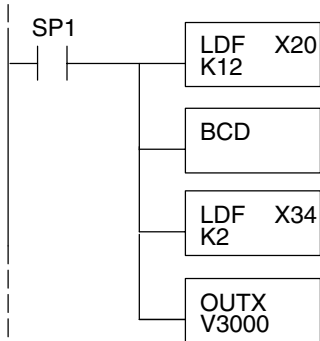 SP1
LDF X20
K12
BCD
LDF X34
K2
OUTX
V3000